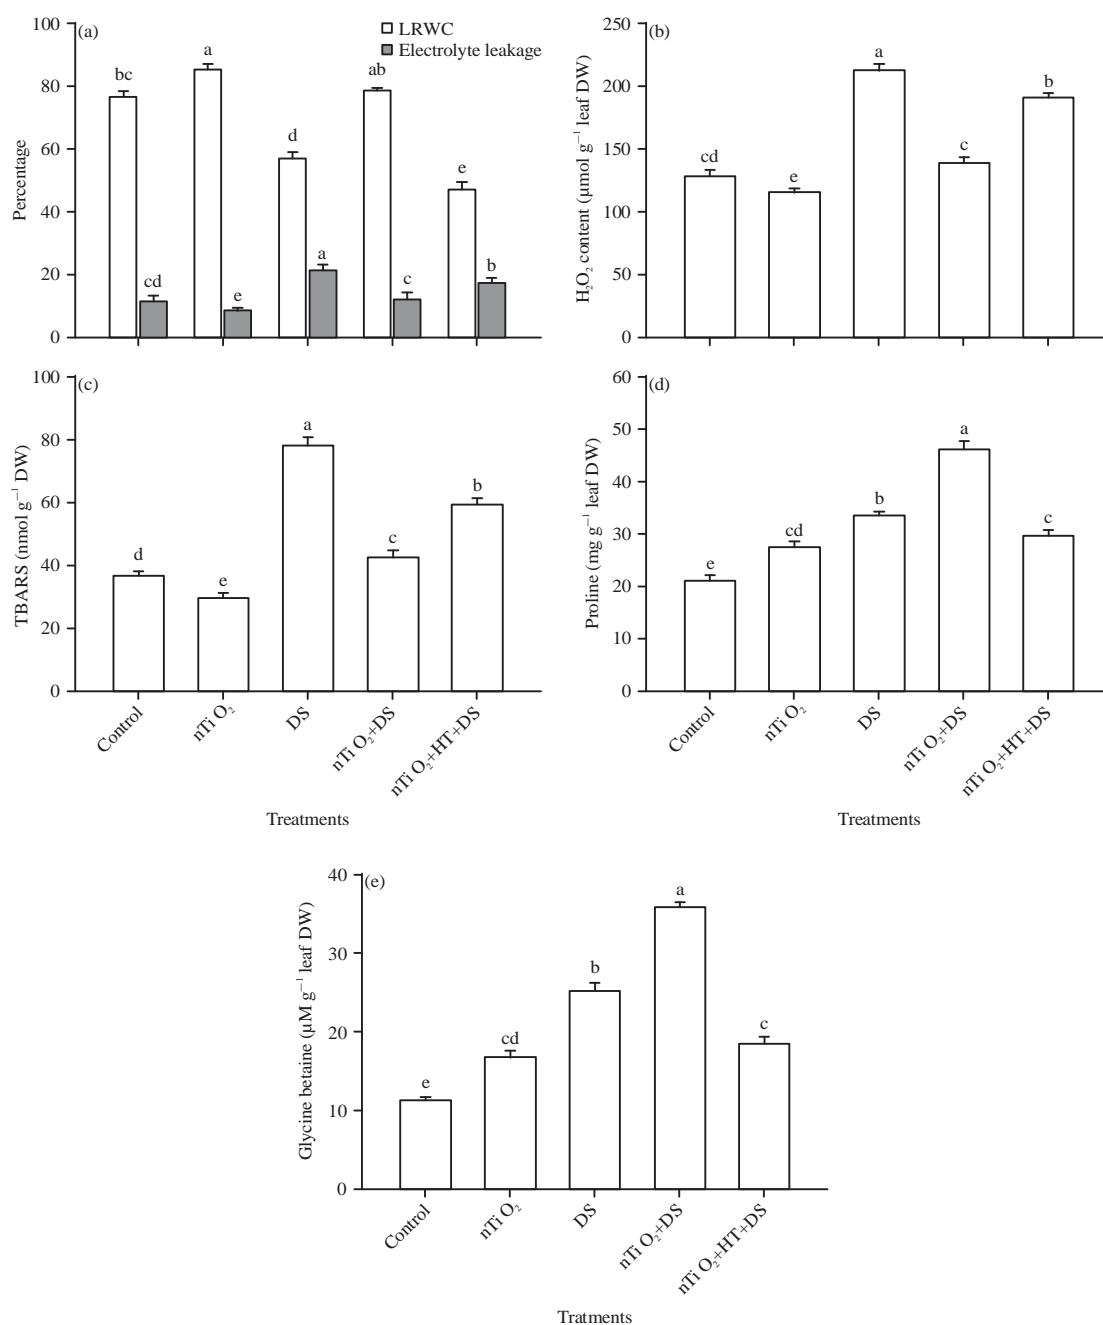 (a)
LRWC
Electrolyte leakage
Percentage
100
80
60
40
20
0
bc
a
d
ab
e
cd
e
a
c
b
(b)
H₂O₂ content (µmol g⁻¹ leaf DW)
250
200
150
100
50
0
cd
e
a
c
b
(c)
TBARS (nmol g⁻¹ DW)
100
80
60
40
20
0
d
e
a
c
b
Control
nTi O₂
DS
nTi O₂+DS
nTi O₂+HT+DS
Treatments
(d)
Proline (mg g⁻¹ leaf DW)
60
50
40
30
20
10
0
e
cd
b
a
c
Control
nTi O₂
DS
nTi O₂+DS
nTi O₂+HT+DS
Treatments
(e)
Glycine betaine (µM g⁻¹ leaf DW)
40
30
20
10
0
e
cd
b
a
c
Control
nTi O₂
DS
nTi O₂+DS
nTi O₂+HT+DS
Tratments